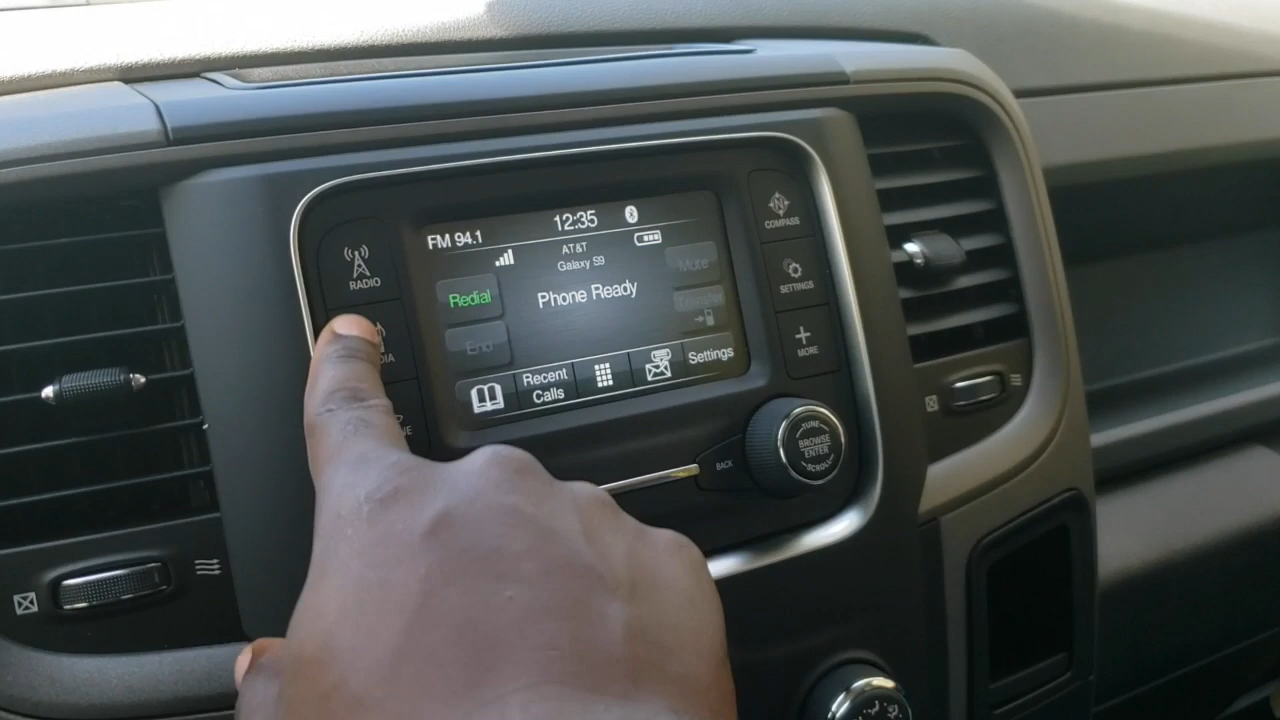 12:35
FM 94.1
AT&T
Galaxy S9
Phone Ready
Redial
End
Mute
Transfer
Recent
Calls
Settings
RADIO
COMPASS
SETTINGS
MORE
BACK
TUNE
BROWSE
ENTER
SCROLL